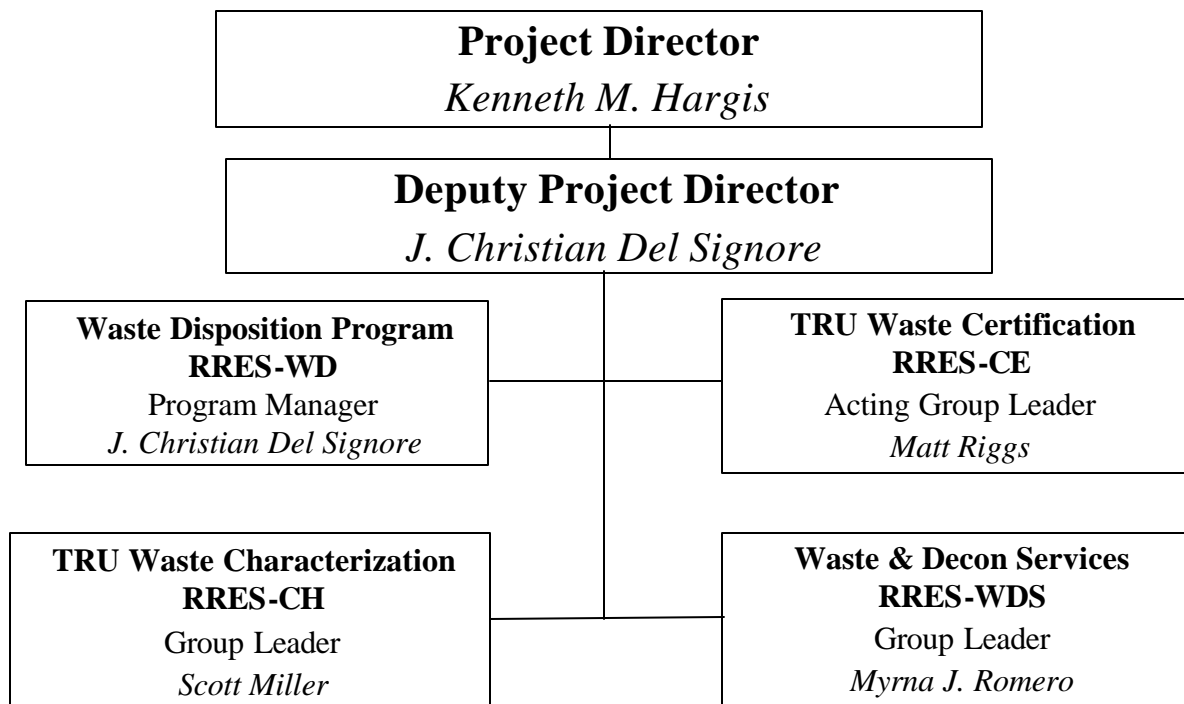 Project Director
Kenneth M. Hargis
Deputy Project Director
J. Christian Del Signore
Waste Disposition Program
RRES-WD
Program Manager
J. Christian Del Signore
TRU Waste Certification
RRES-CE
Acting Group Leader
Matt Riggs
TRU Waste Characterization
RRES-CH
Group Leader
Scott Miller
Waste & Decon Services
RRES-WDS
Group Leader
Myrna J. Romero